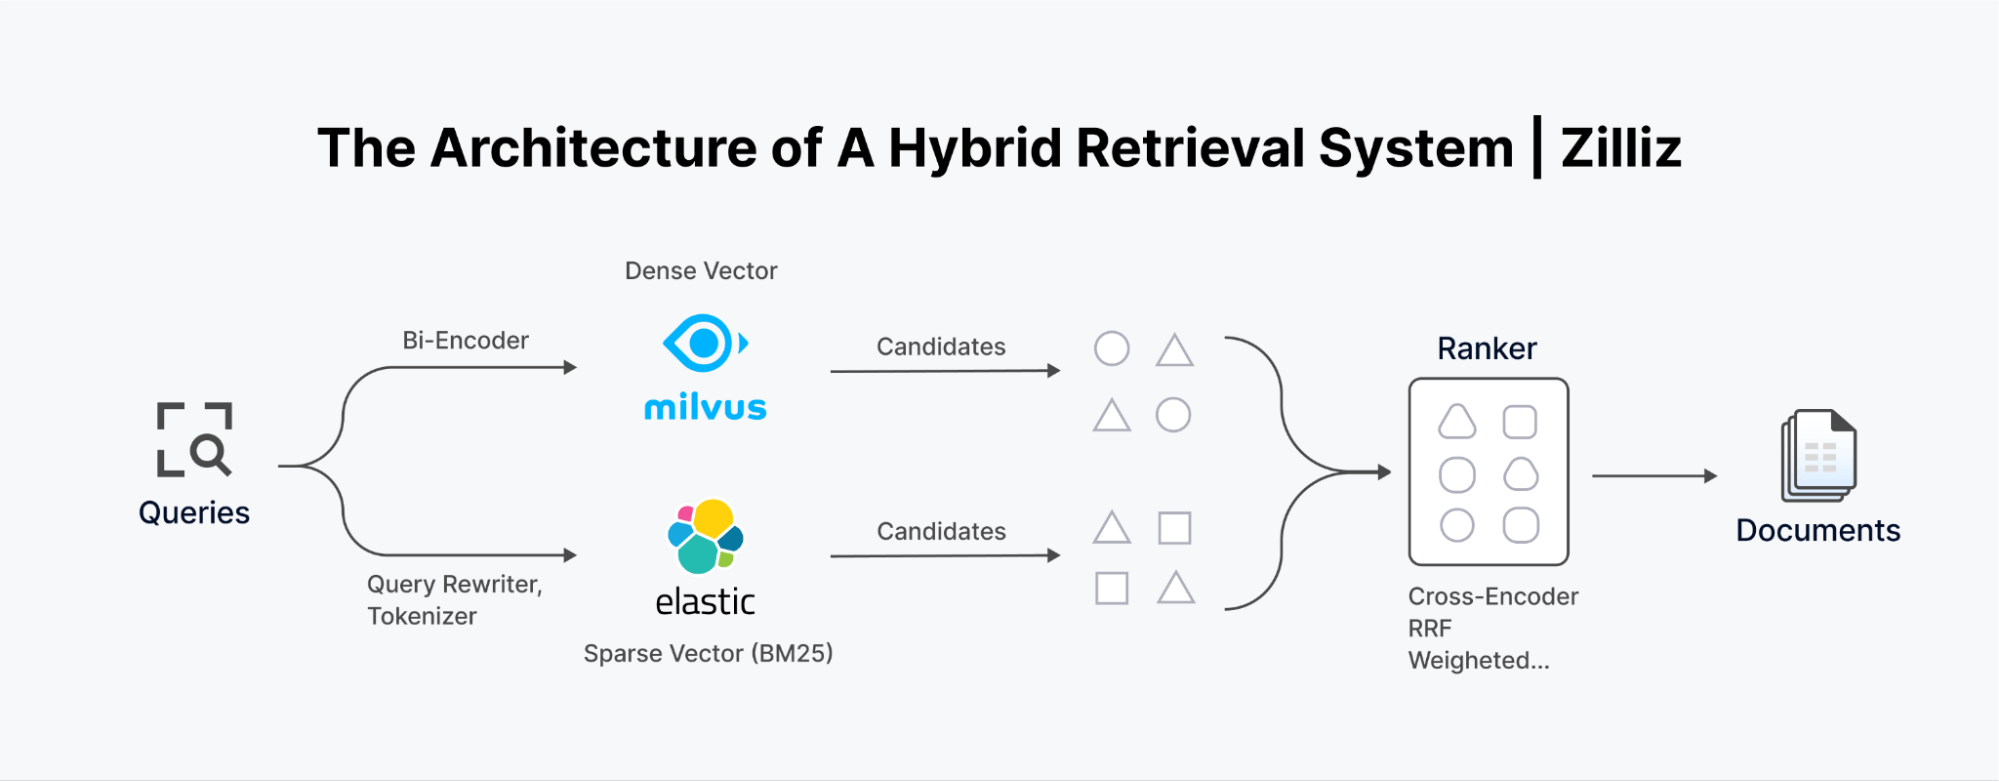 The Architecture of A Hybrid Retrieval System | Zilliz
Queries
Bi-Encoder
Query Rewriter,
Tokenizer
Dense Vector
milvus
elastic
Sparse Vector (BM25)
Candidates
Candidates
Ranker
Cross-Encoder
RRF
Weigheted...
Documents